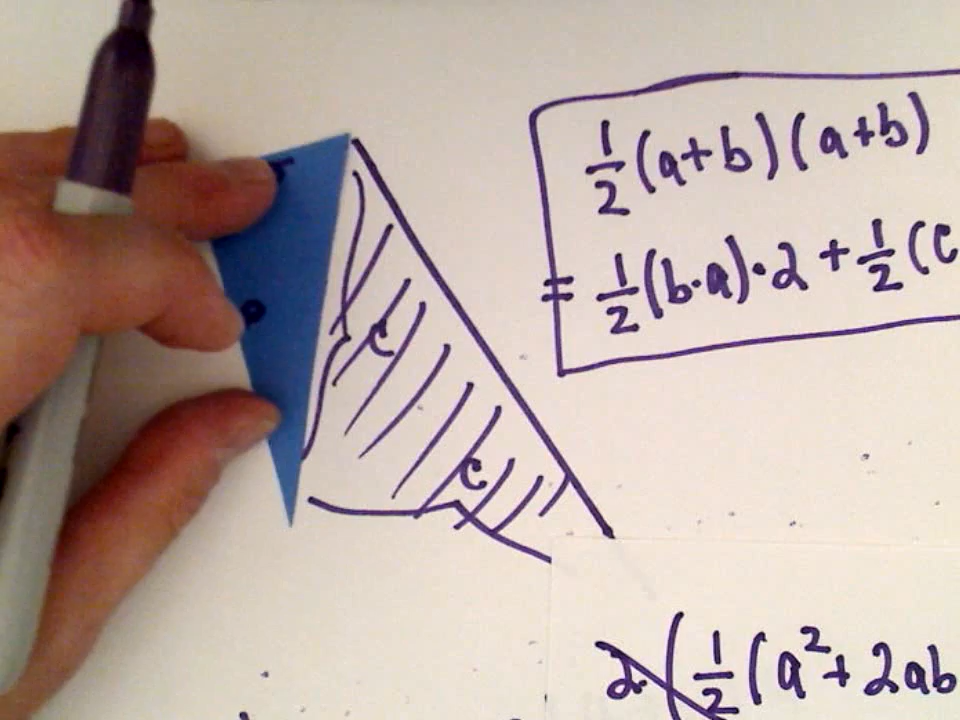 1/2 (a+b)(a+b)
= 1/2 (b·a)·2 + 1/2 (c
c
c
b
2·(1/2 (a² + 2ab